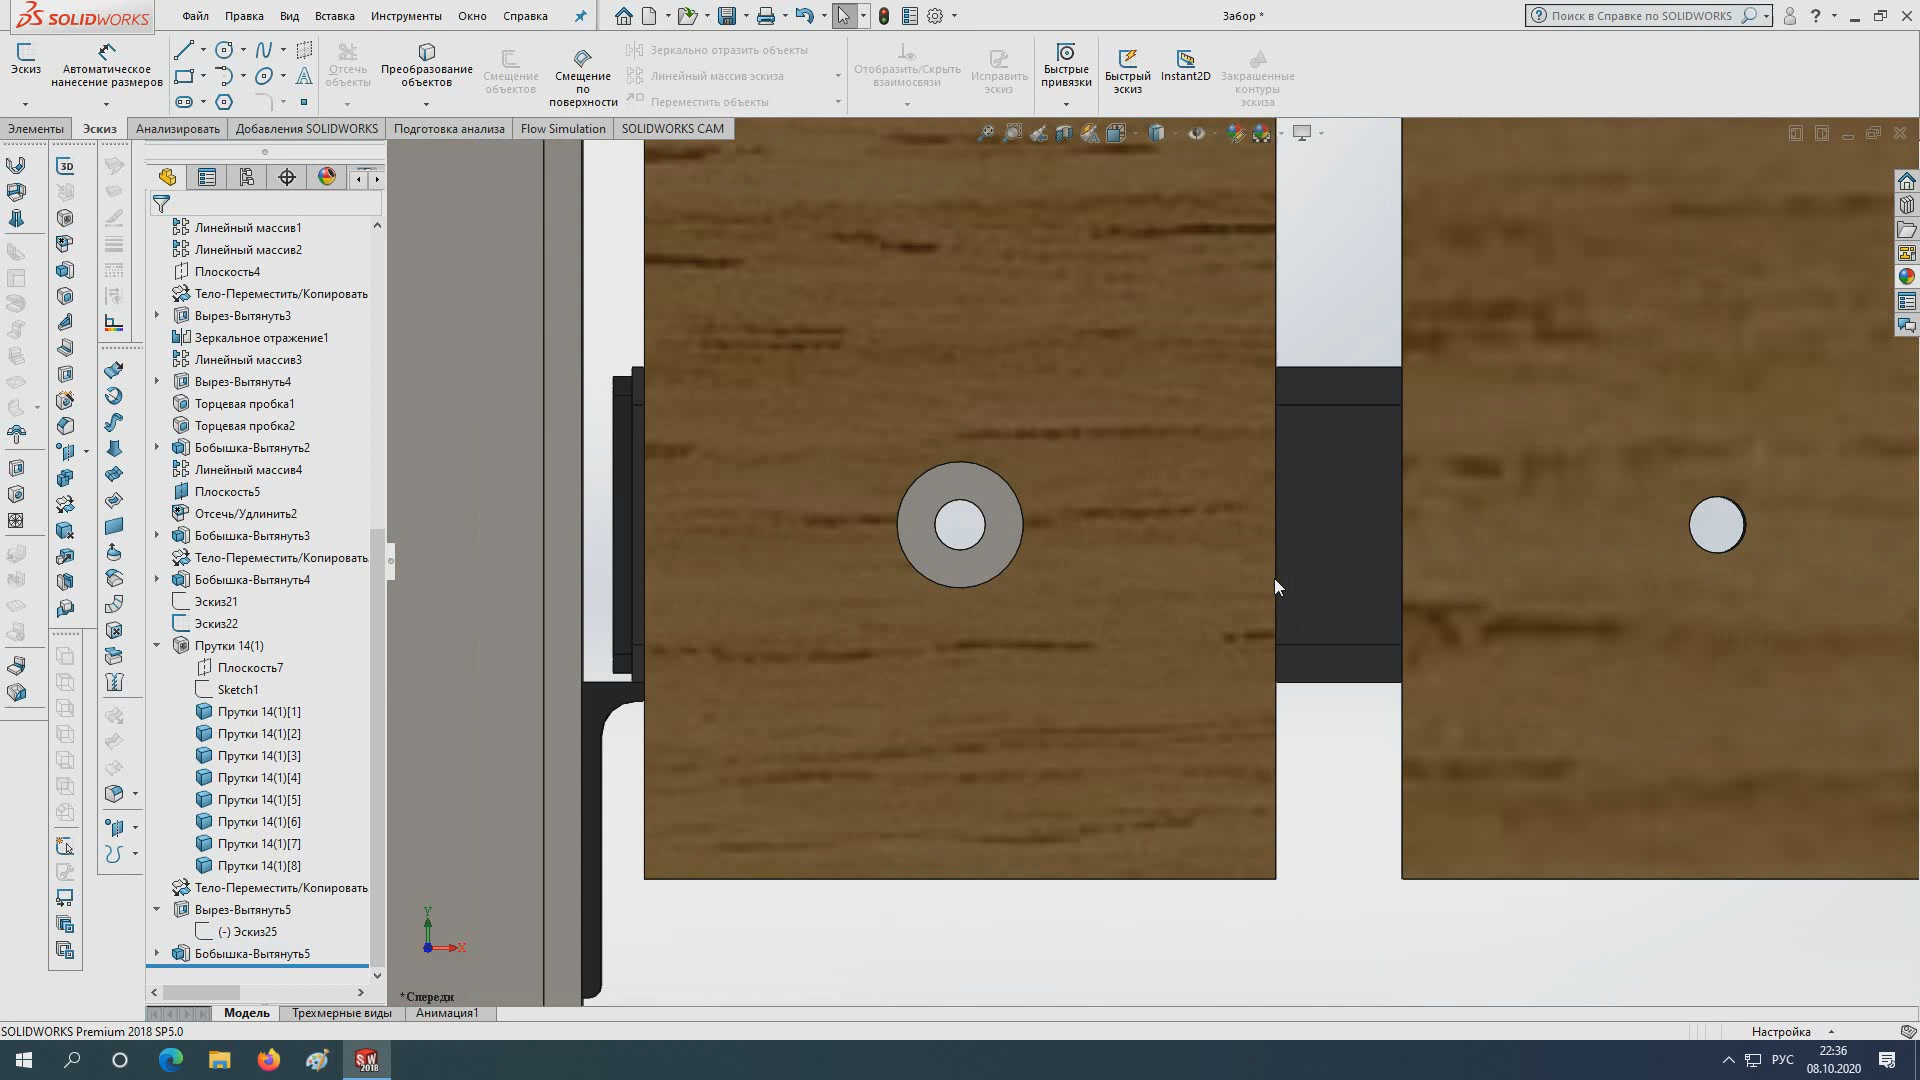 SOLIDWORKS
Файл
Правка
Вид
Вставка
Инструменты
Окно
Справка
Забор *
Поиск в Справке по SOLIDWORKS
Эскиз
Автоматическое
нанесение размеров
Отсечь
объекты
Преобразование
объектов
Смещение
объектов
Смещение
по
поверхности
Зеркально отразить объекты
Линейный массив эскиза
Переместить объекты
Отобразить/Скрыть
взаимосвязи
Исправить
эскиз
Быстрые
привязки
Быстрый
эскиз
Instant2D
Закрашенные
контуры
эскиза
Элементы
Эскиз
Анализировать
Добавления SOLIDWORKS
Подготовка анализа
Flow Simulation
SOLIDWORKS CAM
3D
Линейный массив1
Линейный массив2
Плоскость4
Тело-Переместить/Копировать
Вырез-Вытянуть3
Зеркальное отражение1
Линейный массив3
Вырез-Вытянуть4
Торцевая пробка1
Торцевая пробка2
Бобышка-Вытянуть2
Линейный массив4
Плоскость5
Отсечь/Удлинить2
Бобышка-Вытянуть3
Тело-Переместить/Копировать
Бобышка-Вытянуть4
Эскиз21
Эскиз22
Прутки 14(1)
Плоскость7
Sketch1
Прутки 14(1)[1]
Прутки 14(1)[2]
Прутки 14(1)[3]
Прутки 14(1)[4]
Прутки 14(1)[5]
Прутки 14(1)[6]
Прутки 14(1)[7]
Прутки 14(1)[8]
Тело-Переместить/Копировать
Вырез-Вытянуть5
(-) Эскиз25
Бобышка-Вытянуть5
Y
X
*Спереди
Модель
Трехмерные виды
Анимация1
SOLIDWORKS Premium 2018 SP5.0
Настройка
SW
2018
РУС
22:36
08.10.2020